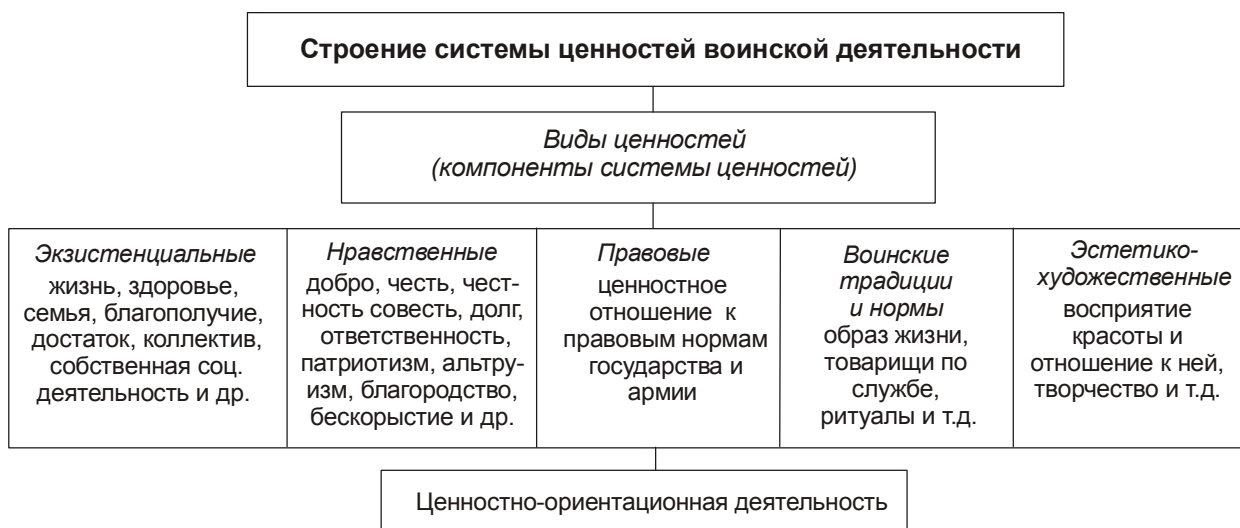 Строение системы ценностей воинской деятельности
Виды ценностей
(компоненты системы ценностей)
Экзистенциальные
жизнь, здоровье,
семья, благополучие,
достаток, коллектив,
собственная соц.
деятельность и др.
Нравственные
добро, честь, чест-
ность совесть, долг,
ответственность,
патриотизм, альтру-
изм, благородство,
бескорыстие и др.
Правовые
ценностное
отношение к
правовым нормам
государства и
армии
Воинские
традиции
и нормы
образ жизни,
товарищи по
службе,
ритуалы и т.д.
Эстетико-
художественные
восприятие
красоты и
отношение к ней,
творчество и т.д.
Ценностно-ориентационная деятельность